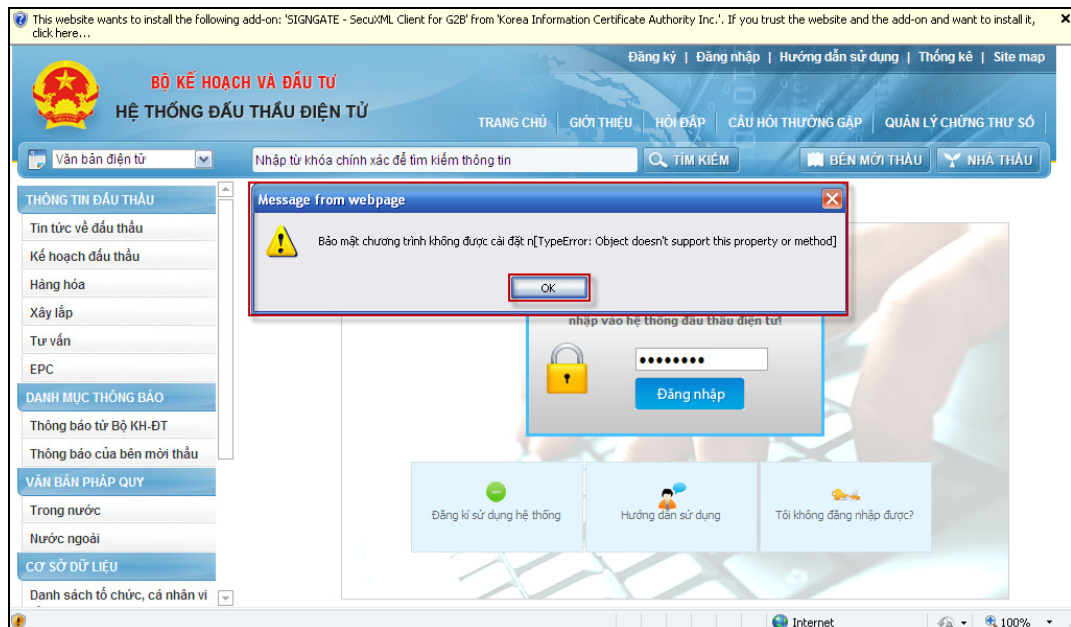 This website wants to install the following add-on: 'SIGNGATE - SecuXML Client for G2B' from 'Korea Information Certificate Authority Inc.'. If you trust the website and the add-on and want to install it,
click here...
Đăng ký | Đăng nhập | Hướng dẫn sử dụng | Thống kê | Site map
BỘ KẾ HOẠCH VÀ ĐẦU TƯ
HỆ THỐNG ĐẤU THẦU ĐIỆN TỬ
TRANG CHỦ GIỚI THIỆU HỎI ĐÁP CÂU HỎI THƯỜNG GẶP QUẢN LÝ CHỨNG THƯ SỐ
Văn bản điện tử
Nhập từ khóa chính xác để tìm kiếm thông tin
TÌM KIẾM
BÊN MỜI THẦU
NHÀ THẦU
THÔNG TIN ĐẤU THẦU
Tin tức về đấu thầu
Kế hoạch đấu thầu
Hàng hóa
Xây lắp
Tư vấn
EPC
DANH MỤC THÔNG BÁO
Thông báo từ Bộ KH-ĐT
Thông báo của bên mời thầu
VĂN BẢN PHÁP QUY
Trong nước
Nước ngoài
CƠ SỞ DỮ LIỆU
Danh sách tổ chức, cá nhân vi
Message from webpage
Bảo mật chương trình không được cài đặt n[TypeError: Object doesn't support this property or method]
OK
nhập vào hệ thống đấu thầu điện tử!
Đăng nhập
Đăng kí sử dụng hệ thống
Hướng dẫn sử dụng
Tôi không đăng nhập được?
Internet
100%